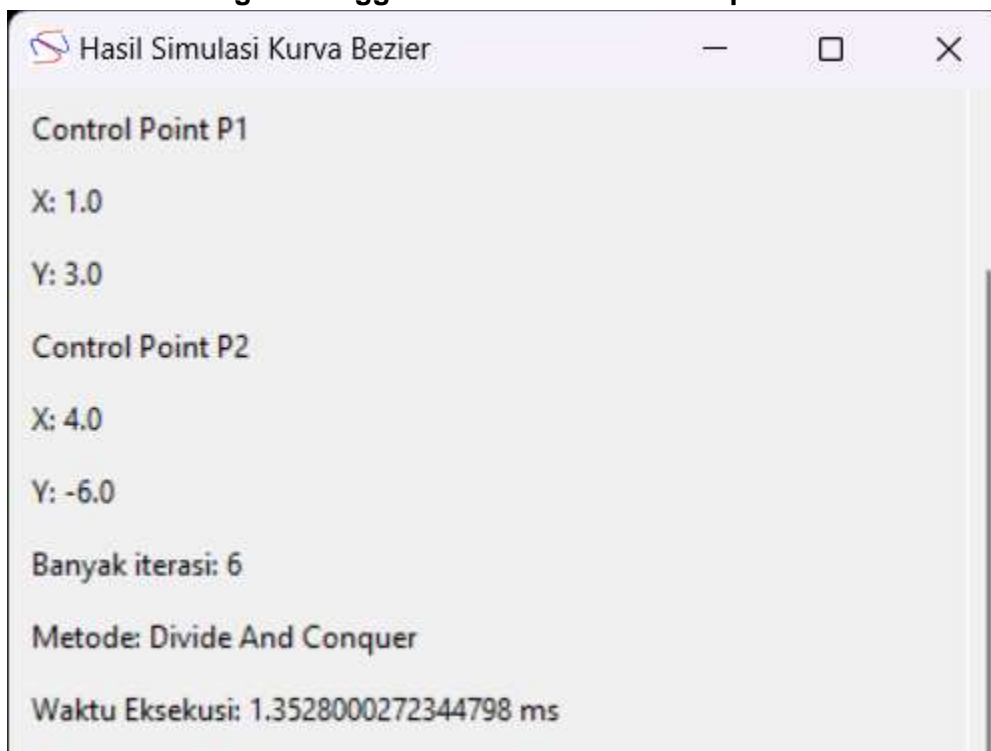 Hasil Simulasi Kurva Bezier
Control Point P1
X: 1.0
Y: 3.0
Control Point P2
X: 4.0
Y: -6.0
Banyak iterasi: 6
Metode: Divide And Conquer
Waktu Eksekusi: 1.3528000272344798 ms